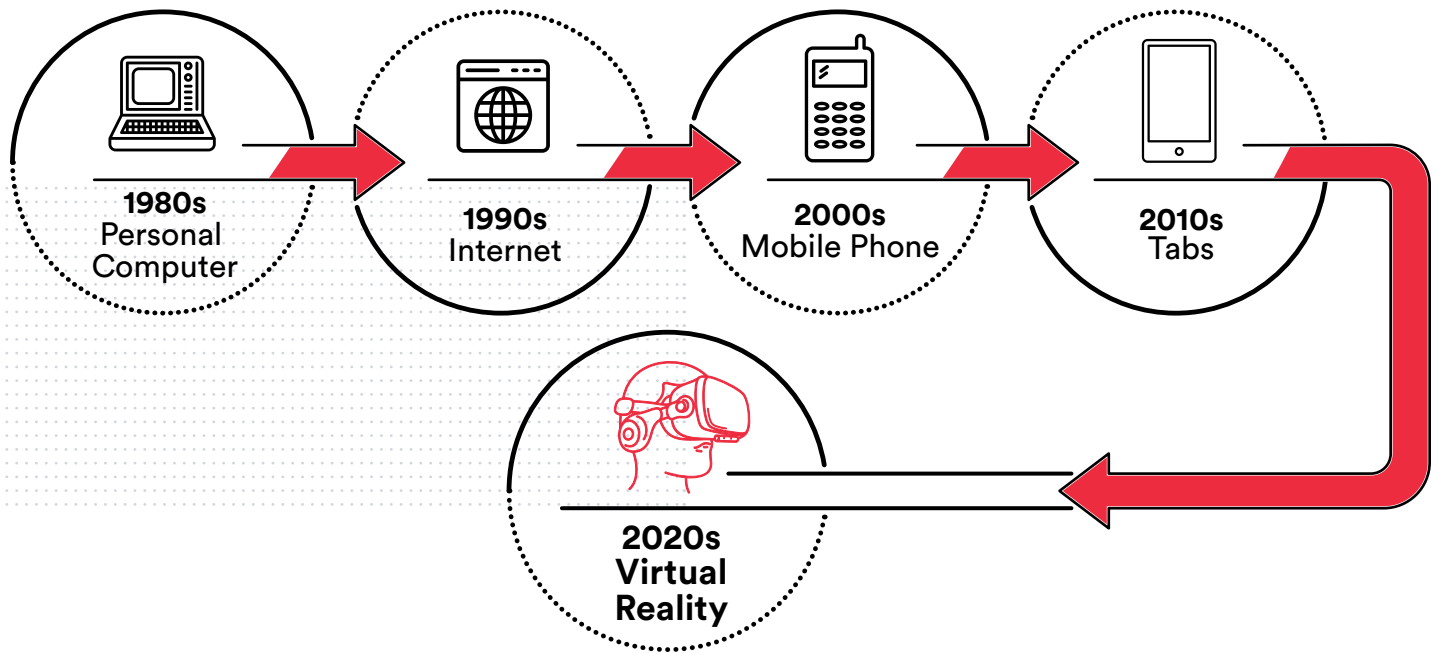 1980s
Personal
Computer
1990s
Internet
2000s
Mobile Phone
2010s
Tabs
2020s
Virtual
Reality